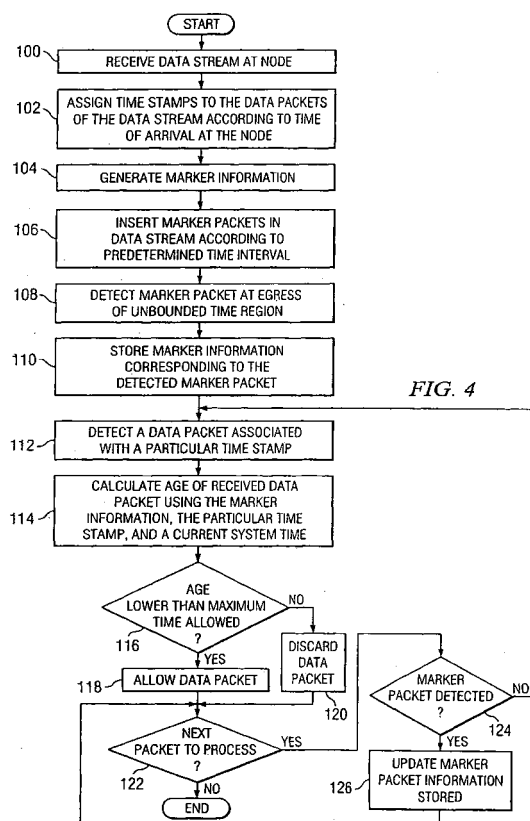 START
100
RECEIVE DATA STREAM AT NODE
102
ASSIGN TIME STAMPS TO THE DATA PACKETS
OF THE DATA STREAM ACCORDING TO TIME
OF ARRIVAL AT THE NODE
104
GENERATE MARKER INFORMATION
106
INSERT MARKER PACKETS IN
DATA STREAM ACCORDING TO
PREDETERMINED TIME INTERVAL
108
DETECT MARKER PACKET AT EGRESS
OF UNBOUNDED TIME REGION
110
STORE MARKER INFORMATION
CORRESPONDING TO THE
DETECTED MARKER PACKET
FIG. 4
112
DETECT A DATA PACKET ASSOCIATED
WITH A PARTICULAR TIME STAMP
114
CALCULATE AGE OF RECEIVED DATA
PACKET USING THE MARKER
INFORMATION, THE PARTICULAR TIME
STAMP, AND A CURRENT SYSTEM TIME
AGE
LOWER THAN MAXIMUM
TIME ALLOWED
?
116
NO
YES
DISCARD
DATA
PACKET
120
118
ALLOW DATA PACKET
NEXT
PACKET TO PROCESS
?
122
YES
NO
END
MARKER
PACKET DETECTED
?
124
NO
YES
126
UPDATE MARKER
PACKET INFORMATION
STORED